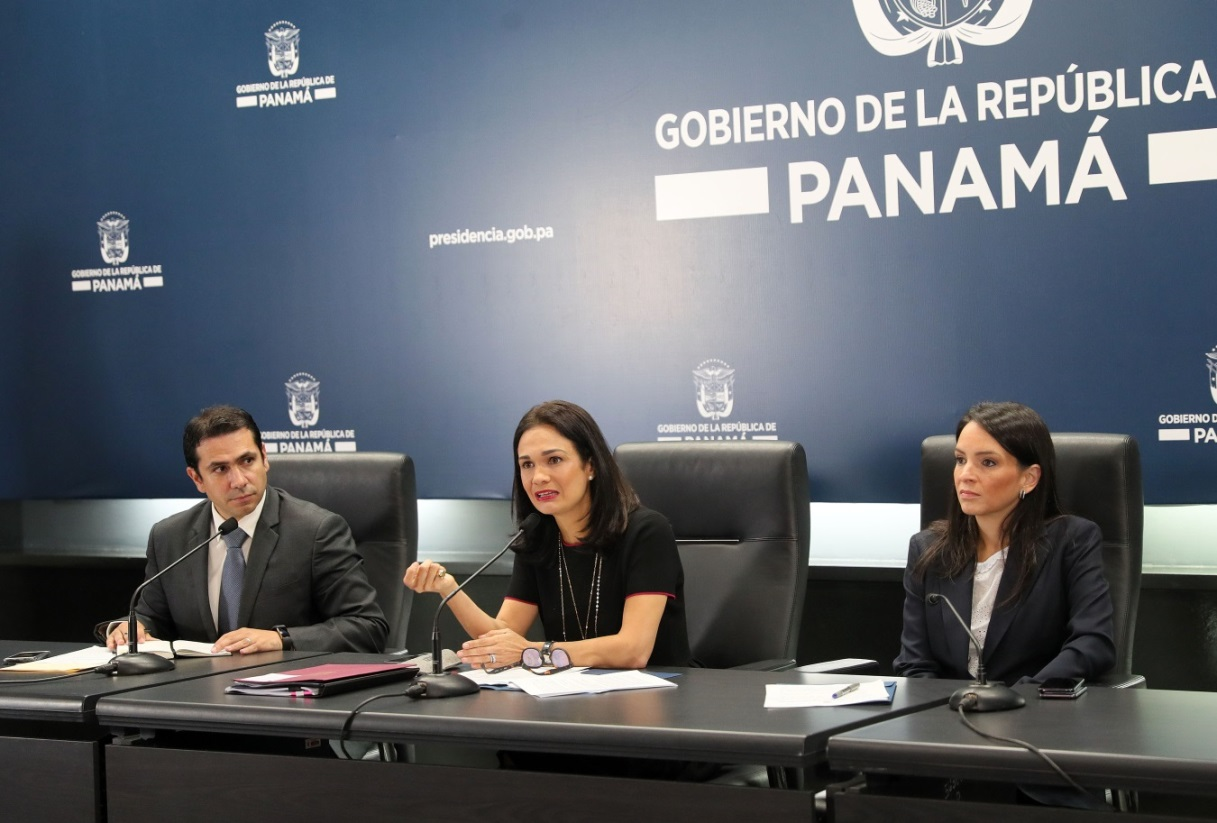 GOBIERNO DE LA REPÚBLICA DE
PANAMÁ
GOBIERNO DE LA REPÚBLICA
PANAMÁ
presidencia.gob.pa
GOBIERNO DE LA REPÚBLICA DE
PANAMÁ
GOBIERNO DE LA REPÚBLICA DE
PANAMÁ
GOBIERNO DE LA REPÚBLICA DE
PANAMÁ
GOBIERNO D